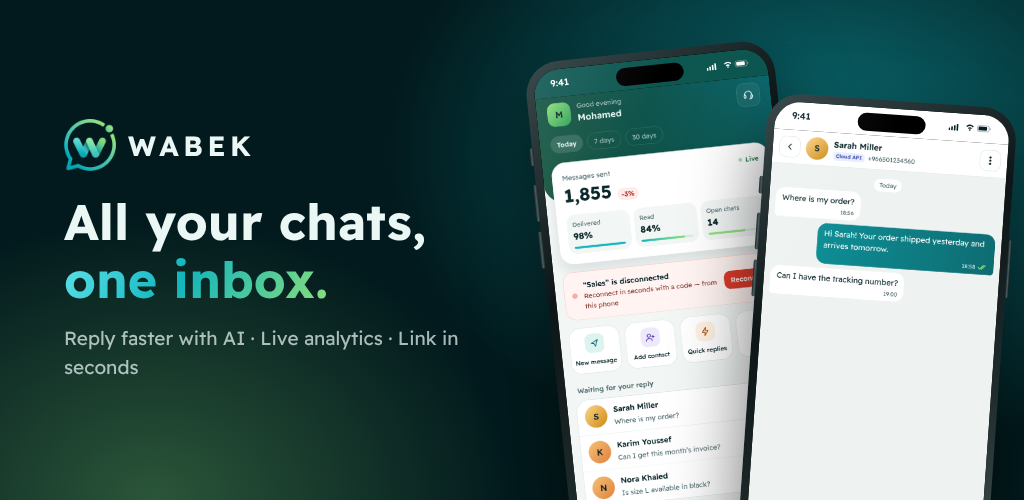 WABEK
All your chats,
one inbox.
Reply faster with AI · Live analytics · Link in
seconds
9:41
M
Good evening
Mohamed
Today
7 days
30 days
Messages sent
Live
1,855
-3%
Delivered
98%
Read
84%
Open chats
14
"Sales" is disconnected
Reconnect in seconds with a code — from
this phone
New message
Add contact
Quick replies
Waiting for your reply
S
Sarah Miller
Where is my order?
K
Karim Youssef
Can I get this month's invoice?
N
Nora Khaled
Is size L available in black?
9:41
S
Sarah Miller
Cloud API
+966501234560
Today
Where is my order?
18:56
Hi Sarah! Your order shipped yesterday and
arrives tomorrow.
18:58
Can I have the tracking number?
19:00